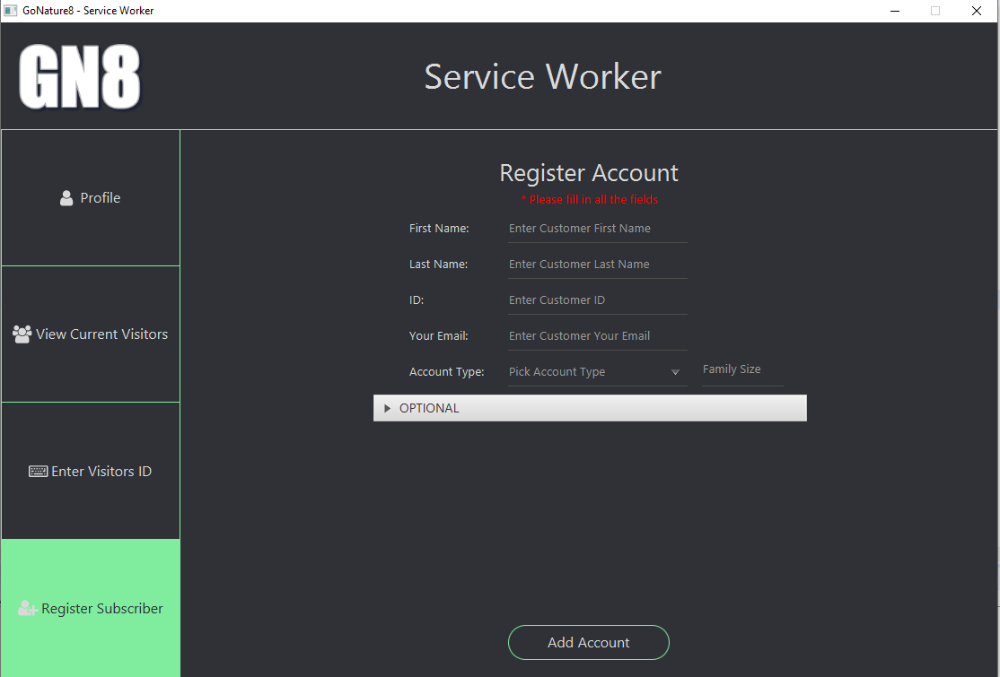 GoNature8 - Service Worker
GN8
Service Worker
Profile
View Current Visitors
Enter Visitors ID
Register Subscriber
Register Account
* Please fill in all the fields
First Name: Enter Customer First Name
Last Name: Enter Customer Last Name
ID: Enter Customer ID
Your Email: Enter Customer Your Email
Account Type: Pick Account Type Family Size
OPTIONAL
Add Account